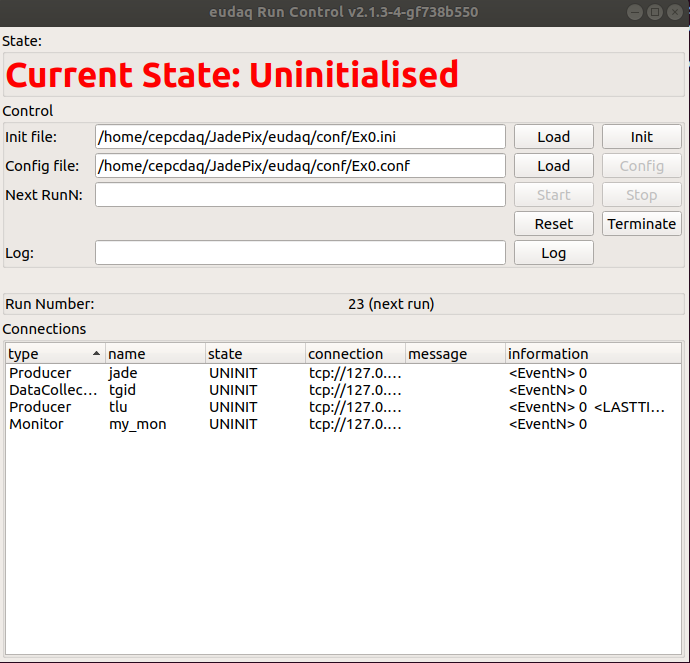 eudaq Run Control v2.1.3-4-gf738b550
State:
Current State: Uninitialised
Control
Init file: /home/cepcdaq/JadePix/eudaq/conf/Ex0.ini Load Init
Config file: /home/cepcdaq/JadePix/eudaq/conf/Ex0.conf Load Config
Next RunN: Start Stop
Reset Terminate
Log: Log
Run Number: 23 (next run)
Connections
type name state connection message information
Producer jade UNINIT tcp://127.0.... <EventN> 0
DataCollec... tgid UNINIT tcp://127.0.... <EventN> 0
Producer tlu UNINIT tcp://127.0.... <EventN> 0 <LASTTI...
Monitor my_mon UNINIT tcp://127.0.... <EventN> 0